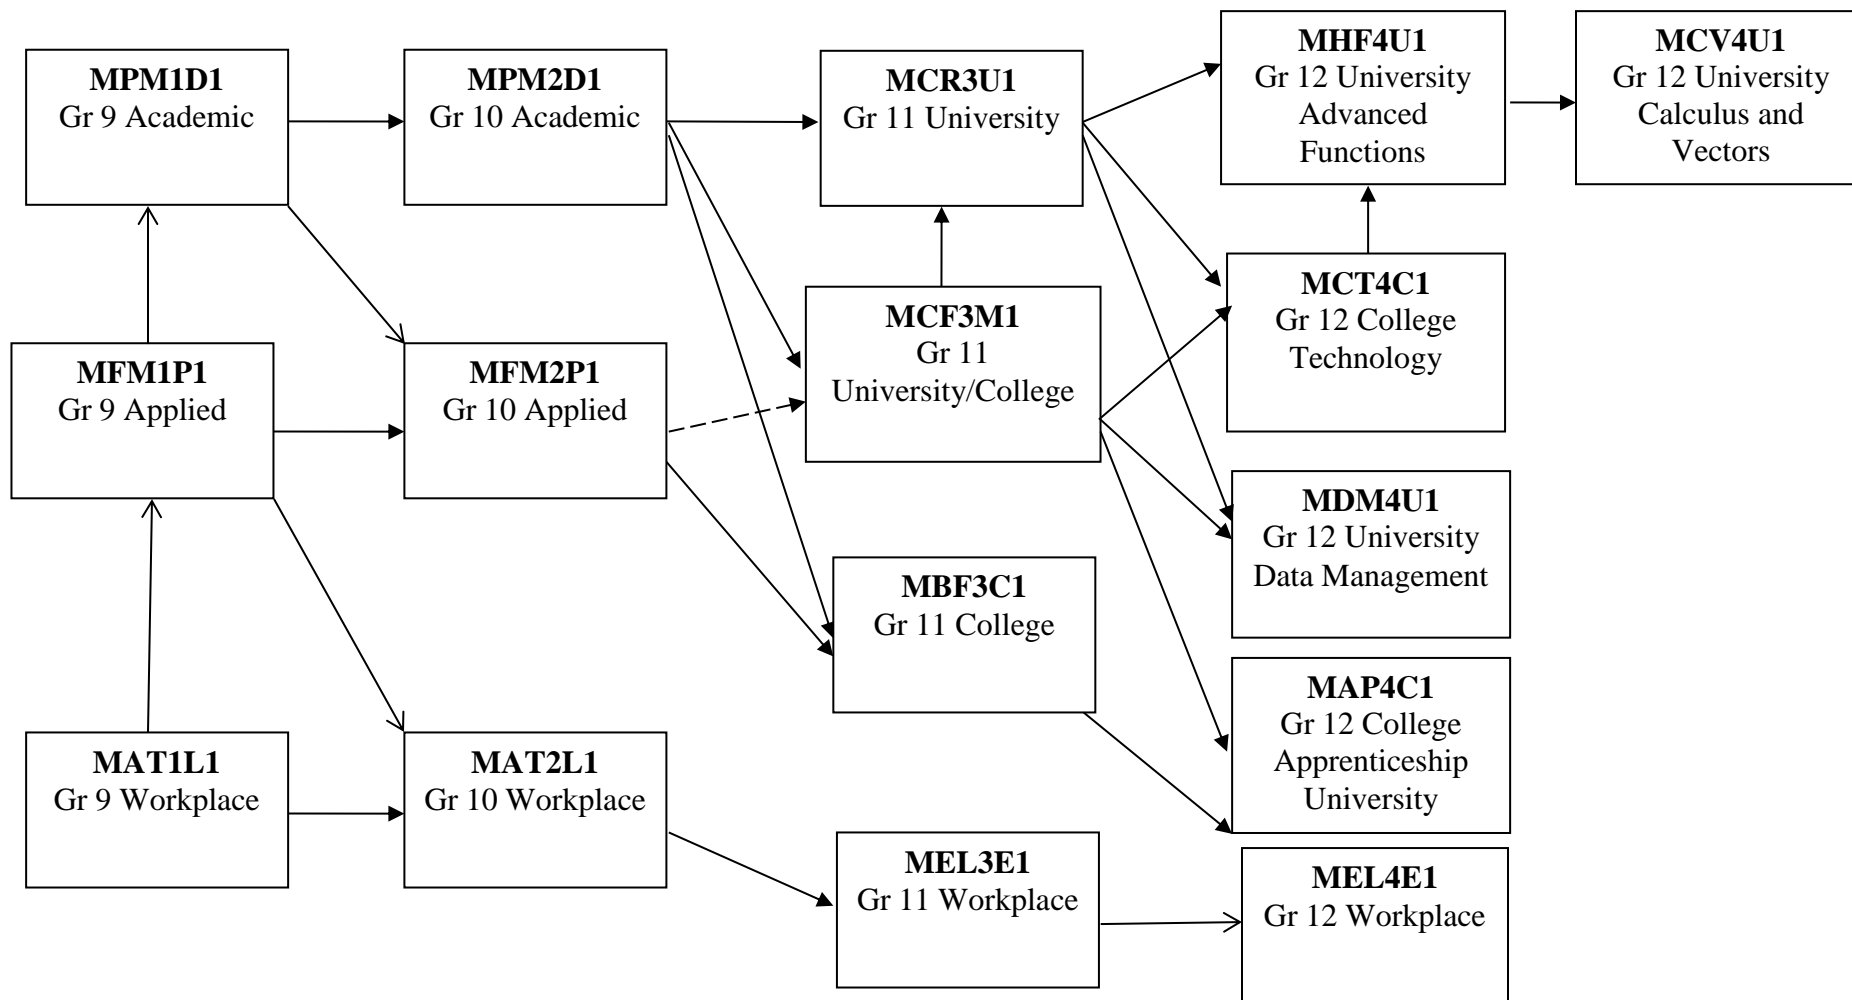 MPM1D1
Gr 9 Academic
MPM2D1
Gr 10 Academic
MCR3U1
Gr 11 University
MHF4U1
Gr 12 University
Advanced
Functions
MCV4U1
Gr 12 University
Calculus and
Vectors
MFM1P1
Gr 9 Applied
MFM2P1
Gr 10 Applied
MCF3M1
Gr 11
University/College
MCT4C1
Gr 12 College
Technology
MDM4U1
Gr 12 University
Data Management
MBF3C1
Gr 11 College
MAP4C1
Gr 12 College
Apprenticeship
University
MAT1L1
Gr 9 Workplace
MAT2L1
Gr 10 Workplace
MEL3E1
Gr 11 Workplace
MEL4E1
Gr 12 Workplace